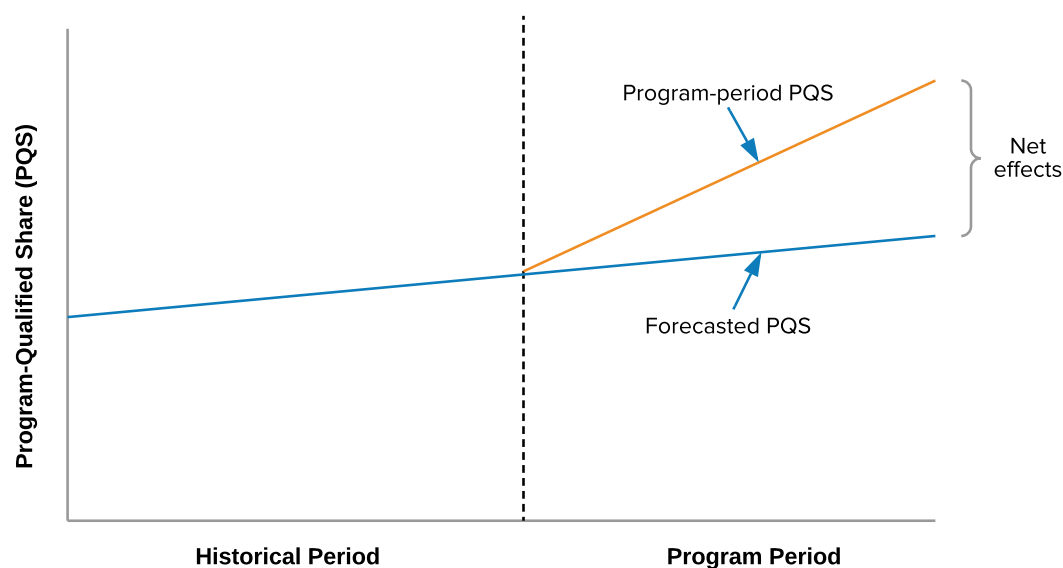 Program-Qualified Share (PQS)
Program-period PQS
Net
effects
Forecasted PQS
Historical Period
Program Period